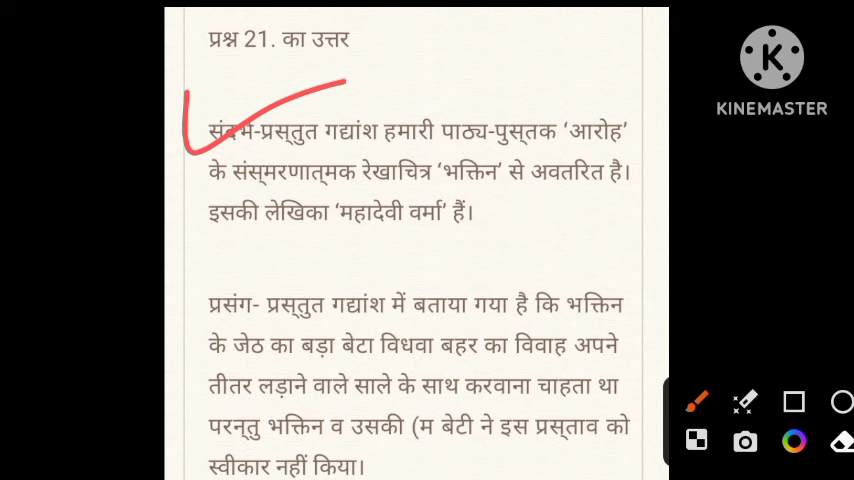 प्रश्न 21. का उत्तर
संदर्भ-प्रस्तुत गद्यांश हमारी पाठ्य-पुस्तक ‘आरोह’
के संस्मरणात्मक रेखाचित्र ‘भक्तिन’ से अवतरित है।
इसकी लेखिका ‘महादेवी वर्मा’ हैं।
प्रसंग- प्रस्तुत गद्यांश में बताया गया है कि भक्तिन
के जेठ का बड़ा बेटा विधवा बहर का विवाह अपने
तीतर लड़ाने वाले साले के साथ करवाना चाहता था
परन्तु भक्तिन व उसकी (म बेटी ने इस प्रस्ताव को
स्वीकार नहीं किया।
K
KINEMASTER